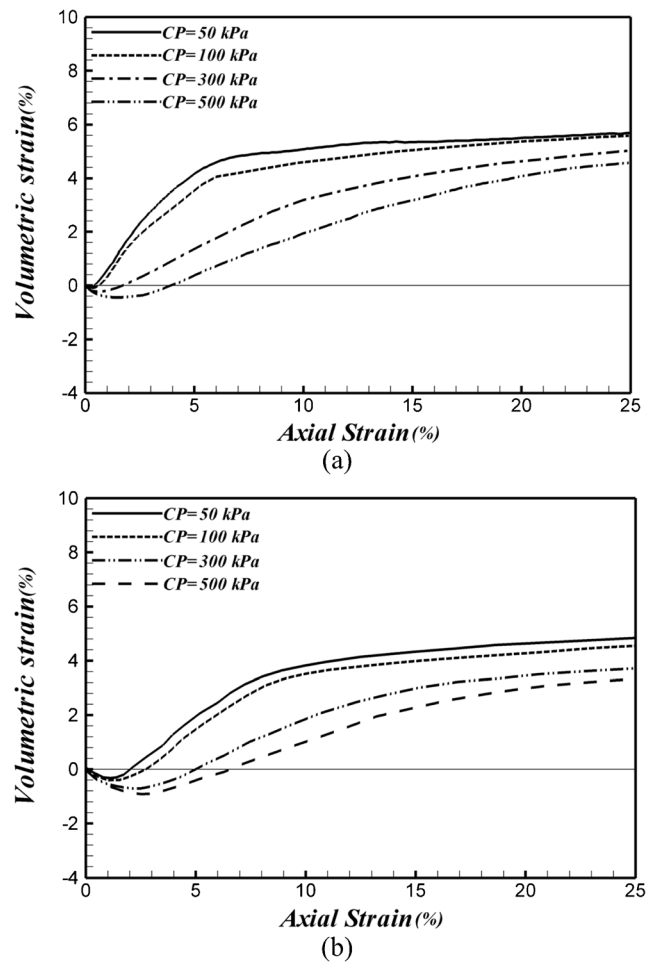 10
8
6
4
2
0
-2
-4
Volumetric strain(%)
CP= 50 kPa
CP= 100 kPa
CP= 300 kPa
CP= 500 kPa
0 5 10 15 20 25
Axial Strain(%)
(a)
10
8
6
4
2
0
-2
-4
Volumetric strain(%)
CP= 50 kPa
CP= 100 kPa
CP= 300 kPa
CP= 500 kPa
0 5 10 15 20 25
Axial Strain(%)
(b)